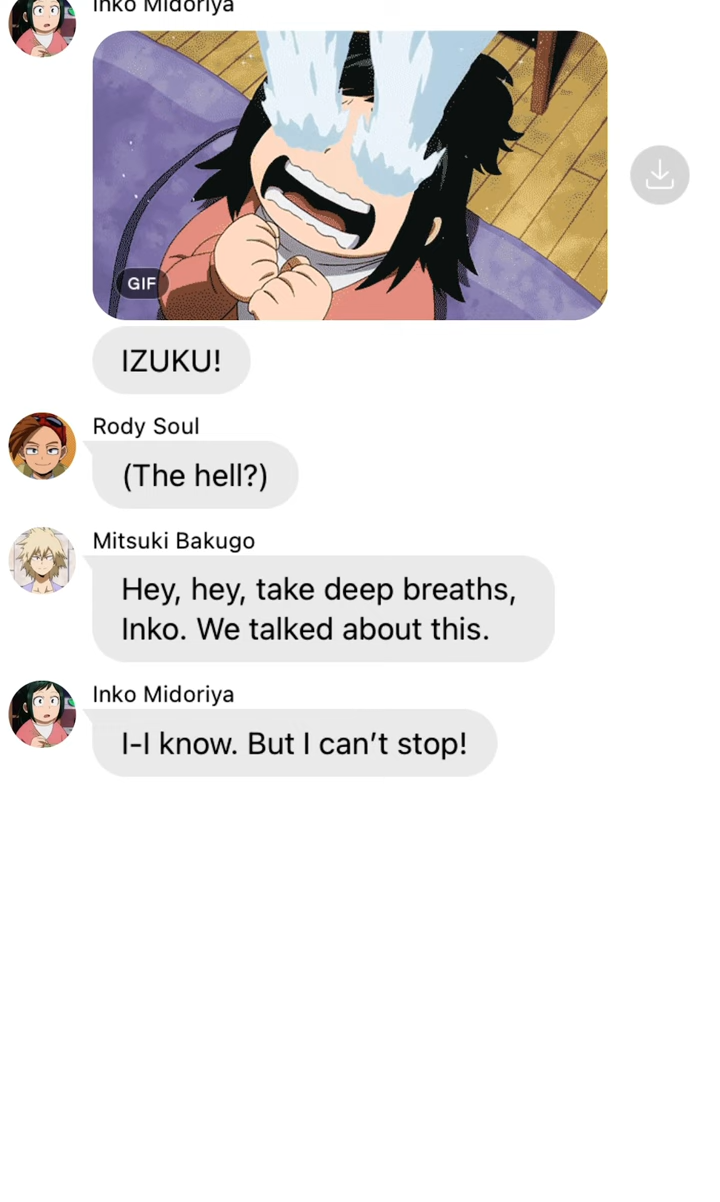 Inko Midoriya
GIF
IZUKU!
Rody Soul
(The hell?)
Mitsuki Bakugo
Hey, hey, take deep breaths,
Inko. We talked about this.
Inko Midoriya
I-I know. But I can’t stop!